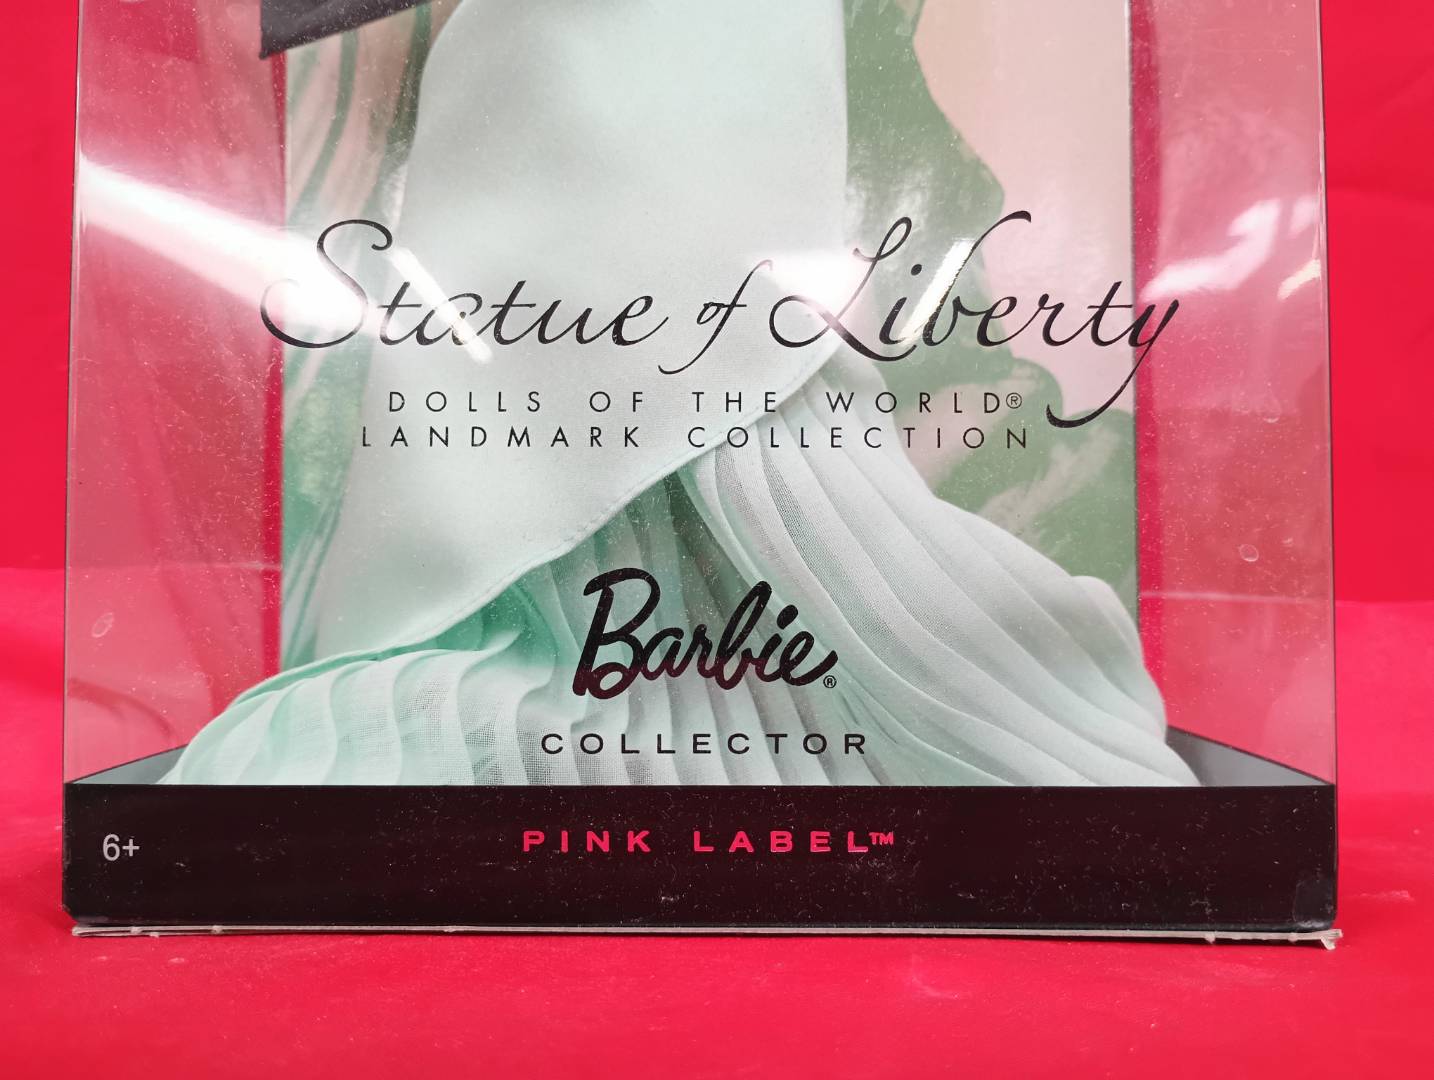 Statue of Liberty
DOLLS OF THE WORLD®
LANDMARK COLLECTION
Barbie®
COLLECTOR
6+
PINK LABEL™